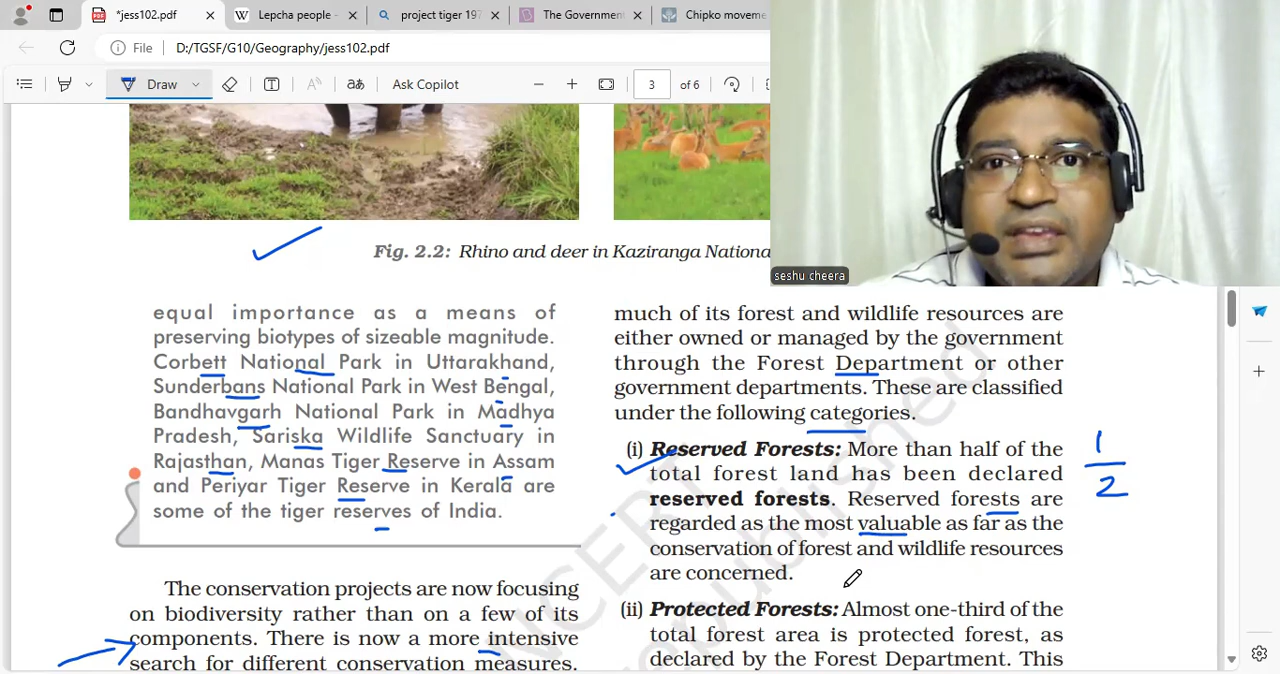 *jess102.pdf
Lepcha people -
project tiger 197
The Government
Chipko moveme
File D:/TGSF/G10/Geography/jess102.pdf
Draw
aあ
Ask Copilot
3 of 6
Fig. 2.2: Rhino and deer in Kaziranga Nationa
seshu cheera
equal importance as a means of
preserving biotypes of sizeable magnitude.
Corbett National Park in Uttarakhand,
Sunderbans National Park in West Bengal,
Bandhavgarh National Park in Madhya
Pradesh, Sariska Wildlife Sanctuary in
Rajasthan, Manas Tiger Reserve in Assam
and Periyar Tiger Reserve in Kerala are
some of the tiger reserves of India.
The conservation projects are now focusing
on biodiversity rather than on a few of its
components. There is now a more intensive
search for different conservation measures.
much of its forest and wildlife resources are
either owned or managed by the government
through the Forest Department or other
government departments. These are classified
under the following categories.
(i) Reserved Forests: More than half of the
total forest land has been declared
reserved forests. Reserved forests are
regarded as the most valuable as far as the
conservation of forest and wildlife resources
are concerned.
(ii) Protected Forests: Almost one-third of the
total forest area is protected forest, as
declared by the Forest Department. This
1
2